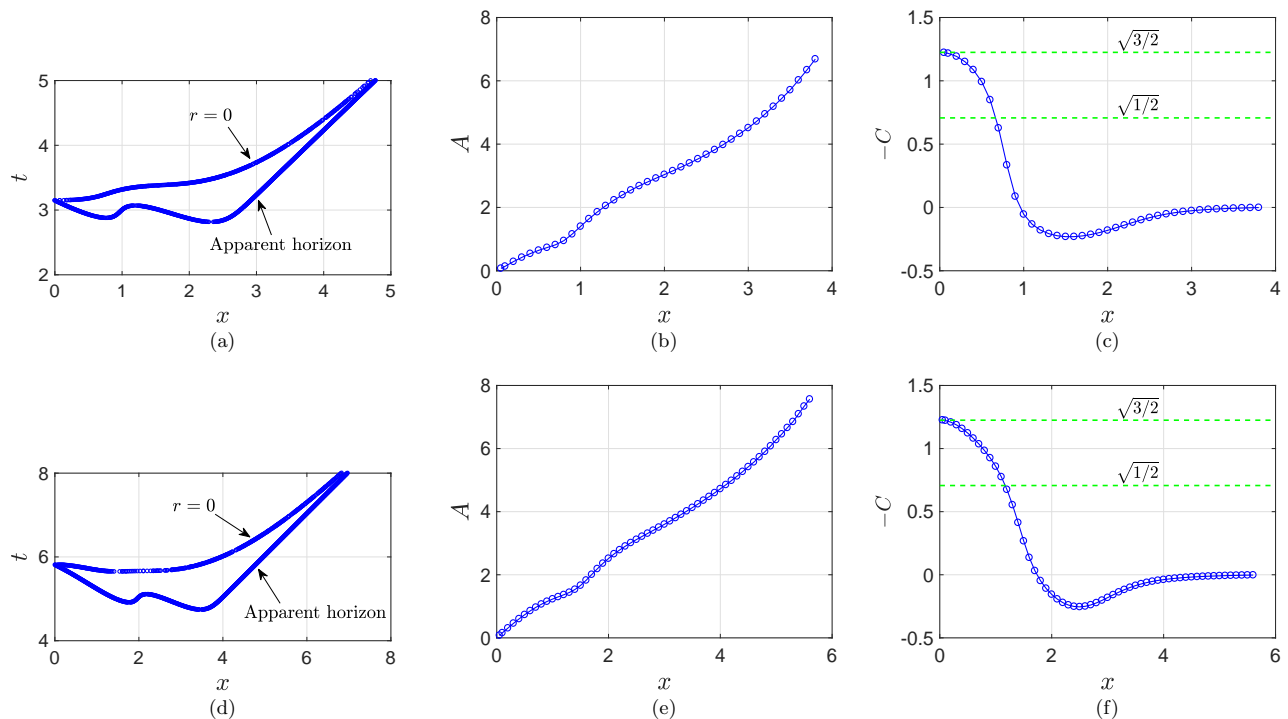 5
4
3
2
t
r = 0
Apparent horizon
0 1 2 3 4 5
x
(a)
8
6
4
2
0
A
0 1 2 3 4
x
(b)
1.5
1
0.5
0
-0.5
−C
√3/2
√1/2
0 1 2 3 4
x
(c)
8
6
4
t
r = 0
Apparent horizon
0 2 4 6 8
x
(d)
8
6
4
2
0
A
0 2 4 6
x
(e)
1.5
1
0.5
0
-0.5
−C
√3/2
√1/2
0 2 4 6
x
(f)